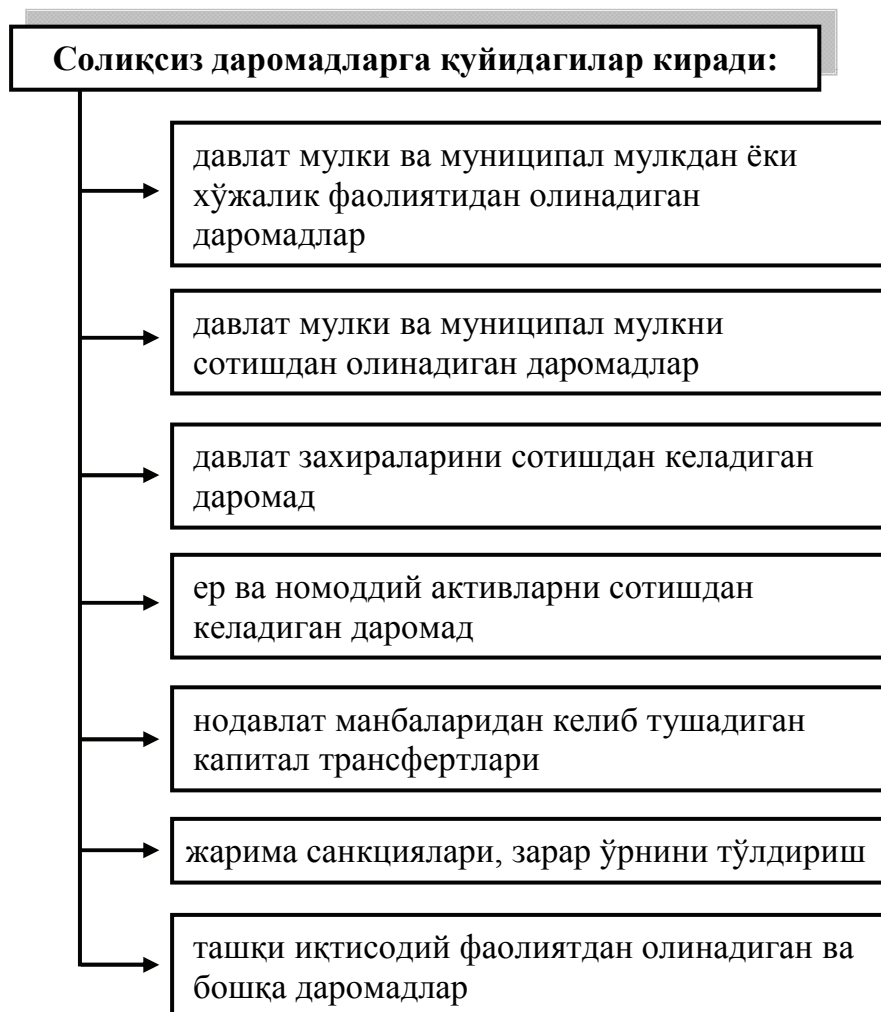 Солиқсиз даромадларга қуйидагилар киради:
давлат мулки ва муниципал мулкдан ёки
хўжалик фаолиятидан олинадиган
даромадлар
давлат мулки ва муниципал мулкни
сотишдан олинадиган даромадлар
давлат захираларини сотишдан келадиган
даромад
ер ва номоддий активларни сотишдан
келадиган даромад
нодавлат манбаларидан келиб тушадиган
капитал трансфертлари
жарима санкциялари, зарар ўрнини тўлдириш
ташқи иқтисодий фаолиятдан олинадиган ва
бошқа даромадлар